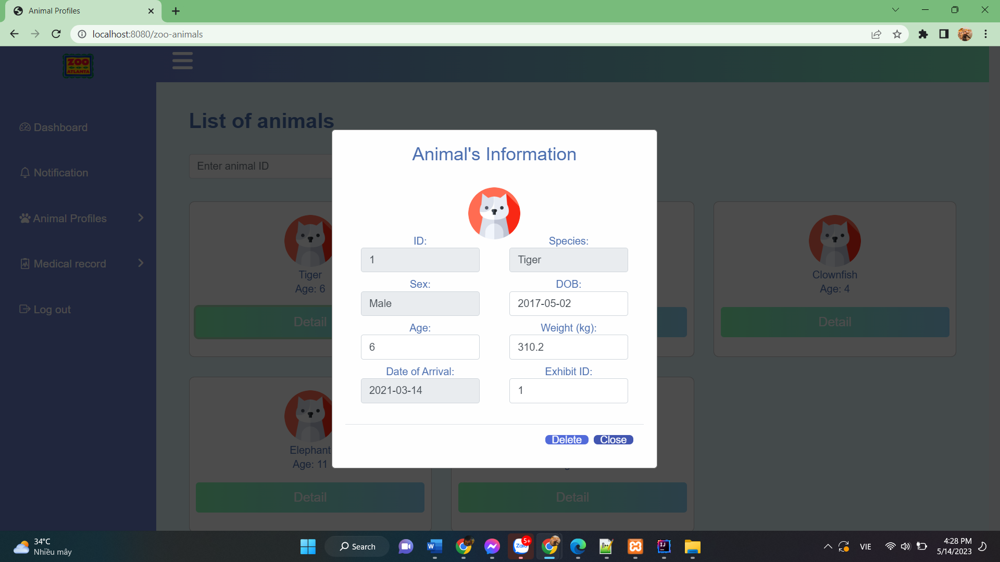 Animal Profiles
localhost:8080/zoo-animals
ZOO
ATLANTA
Dashboard
Notification
Animal Profiles
Medical record
Log out
List of animals
Enter animal ID
Tiger
Age: 6
Detail
Clownfish
Age: 4
Detail
Elephant
Age: 11
Detail
Detail
Animal's Information
ID:
Species:
1
Tiger
Sex:
DOB:
Male
2017-05-02
Age:
Weight (kg):
6
310.2
Date of Arrival:
Exhibit ID:
2021-03-14
1
Delete
Close
34°C
Nhiều mây
Search
Zalo
5+
VIE
4:28 PM
5/14/2023